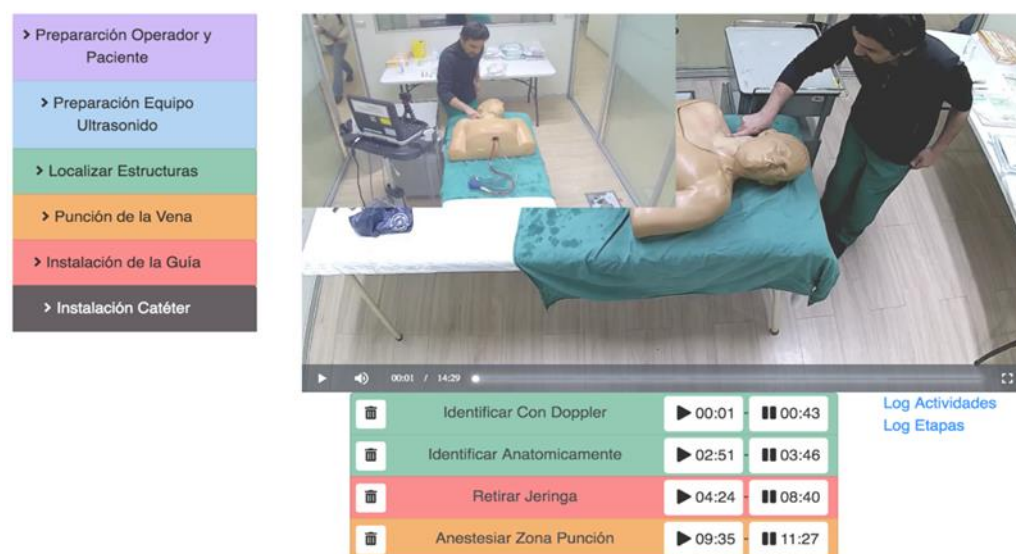 > Prepararción Operador y
Paciente
> Preparación Equipo
Ultrasonido
> Localizar Estructuras
> Punción de la Vena
> Instalación de la Guía
> Instalación Catéter
00:01 / 14:29
Identificar Con Doppler 00:01 - 00:43
Identificar Anatomicamente 02:51 - 03:46
Retirar Jeringa 04:24 - 08:40
Anestesiar Zona Punción 09:35 - 11:27
Log Actividades
Log Etapas